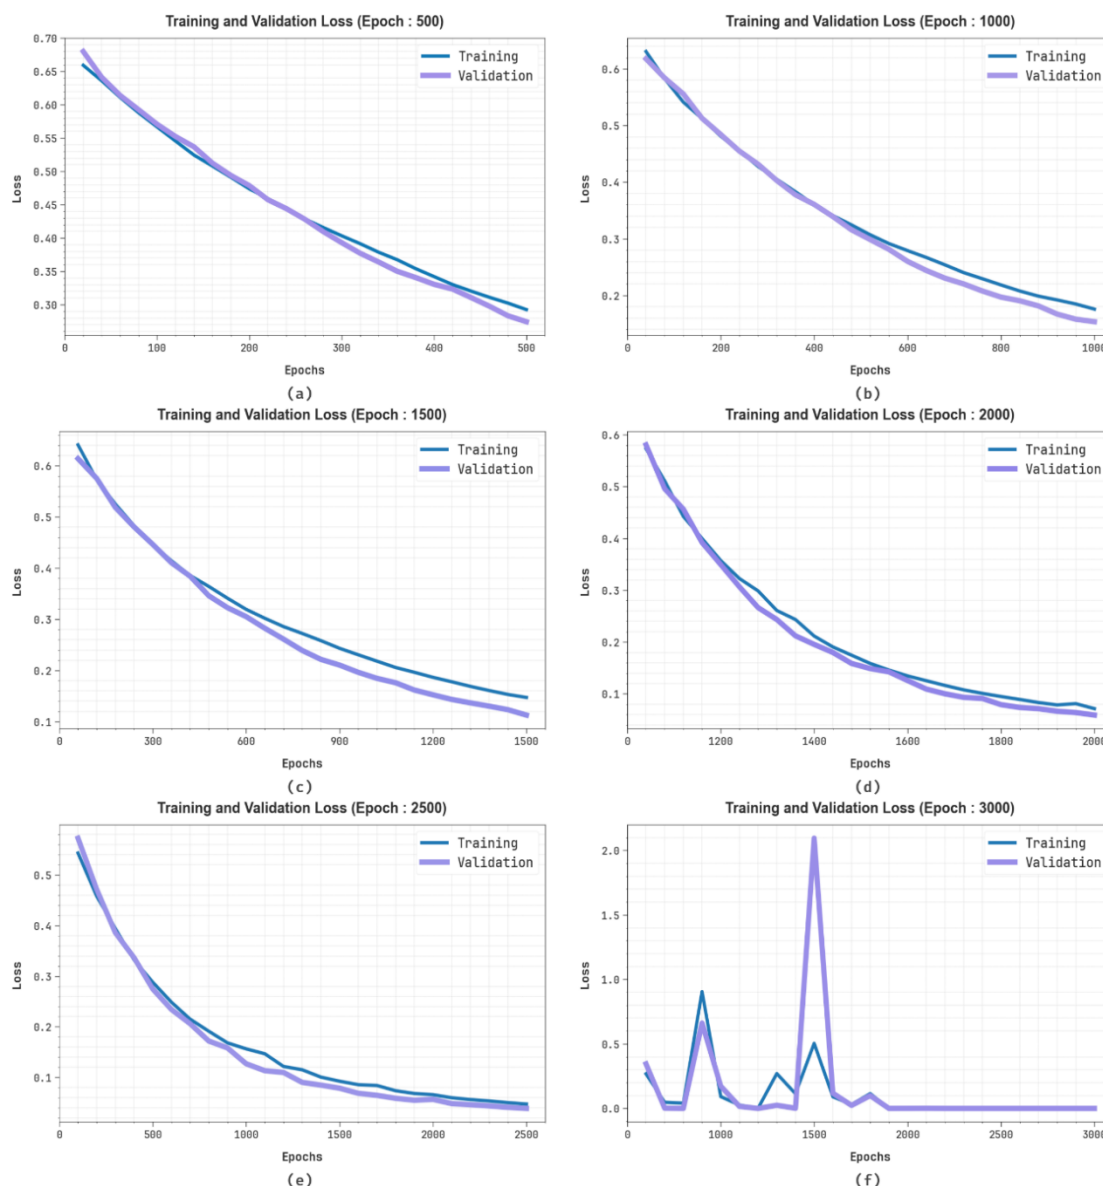 Training and Validation Loss (Epoch : 500)
0.70
0.65
0.60
0.55
0.50
0.45
0.40
0.35
0.30
Loss
Training
Validation
0 100 200 300 400 500
Epochs
(a)
Training and Validation Loss (Epoch : 1000)
0.6
0.5
0.4
0.3
0.2
Loss
Training
Validation
0 200 400 600 800 1000
Epochs
(b)
Training and Validation Loss (Epoch : 1500)
0.6
0.5
0.4
0.3
0.2
0.1
Loss
Training
Validation
0 300 600 900 1200 1500
Epochs
(c)
Training and Validation Loss (Epoch : 2000)
0.6
0.5
0.4
0.3
0.2
0.1
Loss
Training
Validation
0 1200 1400 1600 1800 2000
Epochs
(d)
Training and Validation Loss (Epoch : 2500)
0.5
0.4
0.3
0.2
0.1
Loss
Training
Validation
0 500 1000 1500 2000 2500
Epochs
(e)
Training and Validation Loss (Epoch : 3000)
2.0
1.5
1.0
0.5
0.0
Loss
Training
Validation
0 1000 1500 2000 2500 3000
Epochs
(f)